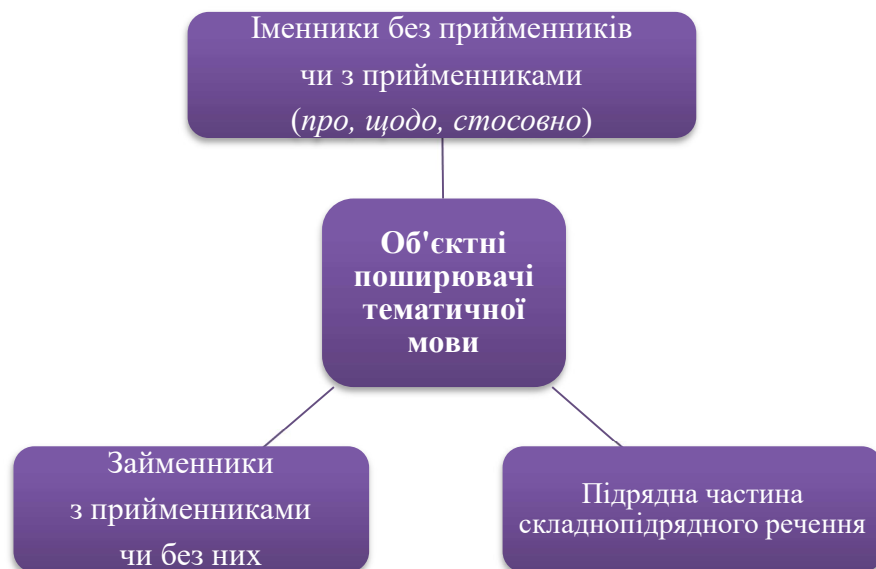 Іменники без прийменників
чи з прийменниками
(про, щодо, стосовно)
Об'єктні
поширювачі
тематичної
мови
Займенники
з прийменниками
чи без них
Підрядна частина
складнопідрядного речення